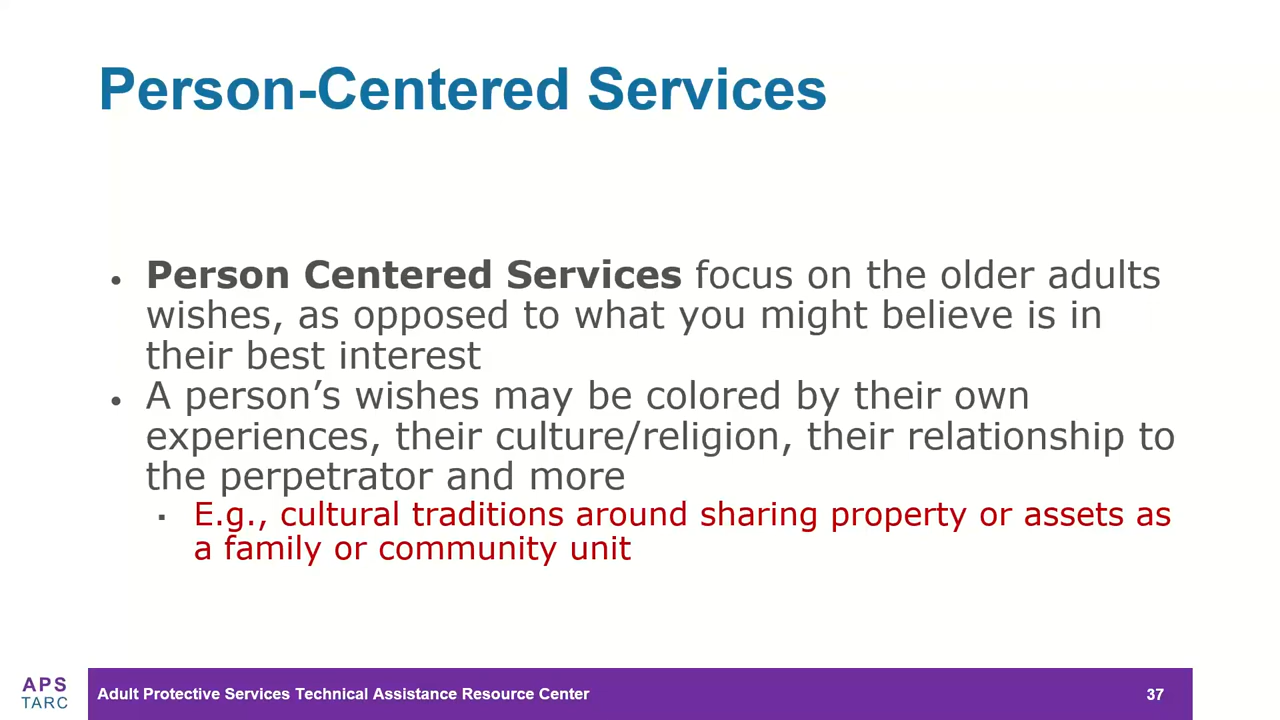 Person-Centered Services
• Person Centered Services focus on the older adults
wishes, as opposed to what you might believe is in
their best interest
• A person’s wishes may be colored by their own
experiences, their culture/religion, their relationship to
the perpetrator and more
▪ E.g., cultural traditions around sharing property or assets as
a family or community unit
APS
TARC
Adult Protective Services Technical Assistance Resource Center
37